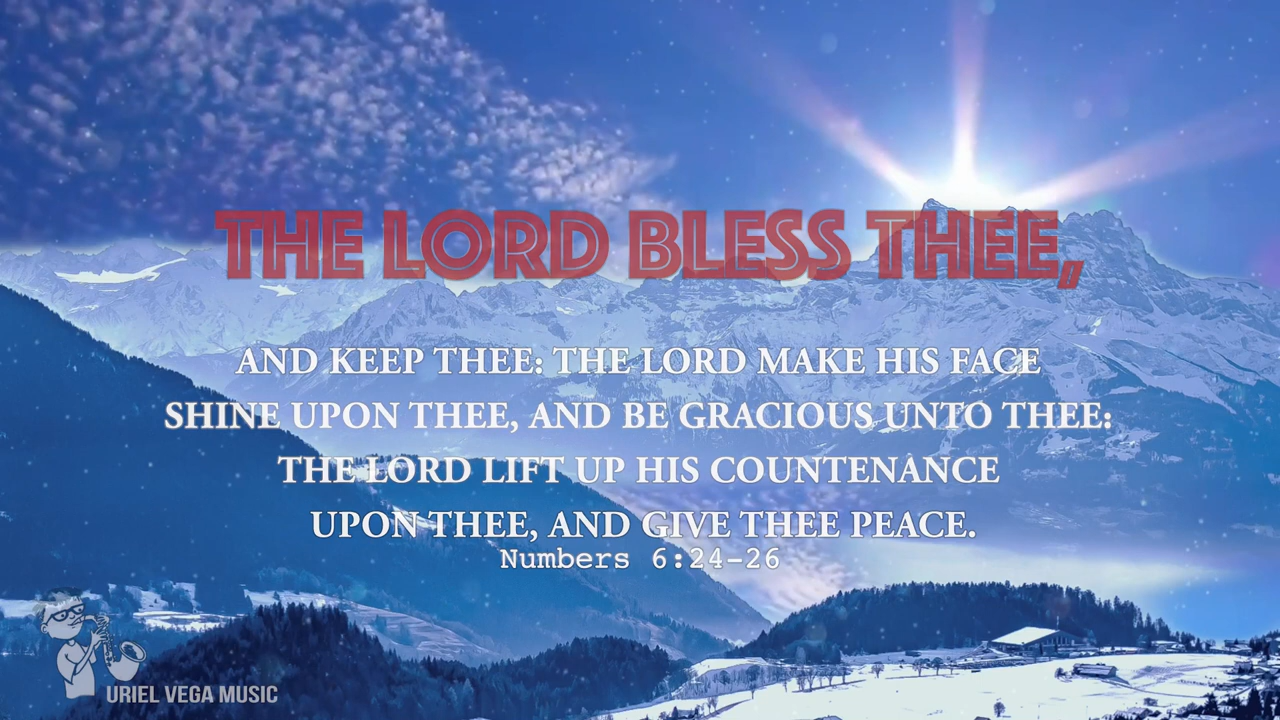 THE LORD BLESS THEE,
AND KEEP THEE: THE LORD MAKE HIS FACE
SHINE UPON THEE, AND BE GRACIOUS UNTO THEE:
THE LORD LIFT UP HIS COUNTENANCE
UPON THEE, AND GIVE THEE PEACE.
Numbers 6:24-26
URIEL VEGA MUSIC